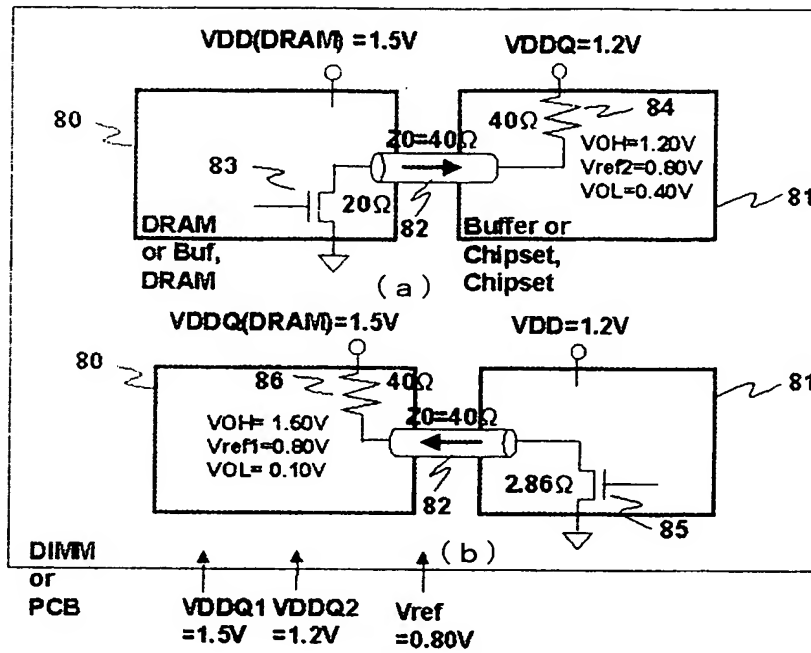 VDD(DRAM) =1.5V
VDDQ=1.2V
80
40Ω
84
Z0=40Ω
83
VOH=1.20V
Vref2=0.80V
VOL=0.40V
20Ω
82
81
DRAM
or Buf,
DRAM
Buffer or
Chipset,
Chipset
(a)
VDDQ(DRAM)=1.5V
VDD=1.2V
80
86
40Ω
81
Z0=40Ω
VOH= 1.50V
Vref1=0.80V
VOL= 0.10V
82
2.86Ω
85
(b)
DIMM
or
PCB
VDDQ1
=1.5V
VDDQ2
=1.2V
Vref
=0.80V